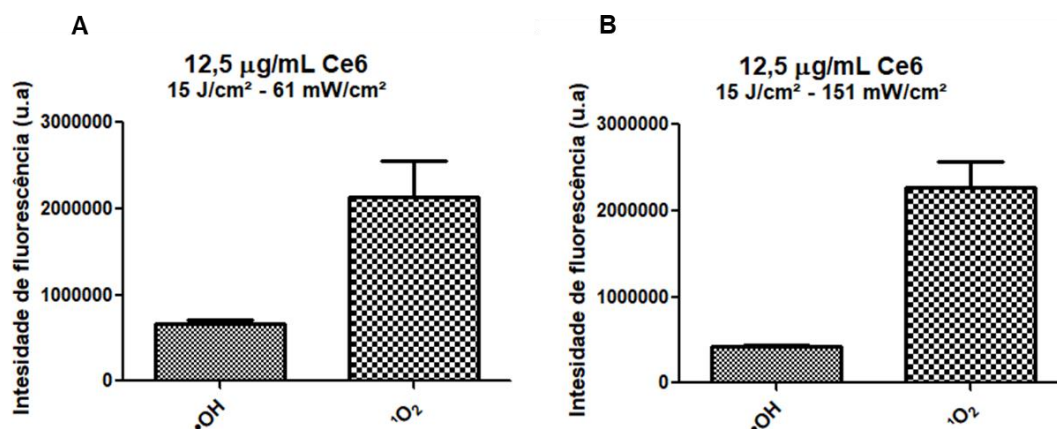 A
12,5 µg/mL Ce6
15 J/cm² - 61 mW/cm²
Intesidade de fluorescência (u.a)
3000000
2000000
1000000
0
•OH
¹O₂
B
12,5 µg/mL Ce6
15 J/cm² - 151 mW/cm²
Intesidade de fluorescência (u.a)
3000000
2000000
1000000
0
•OH
¹O₂